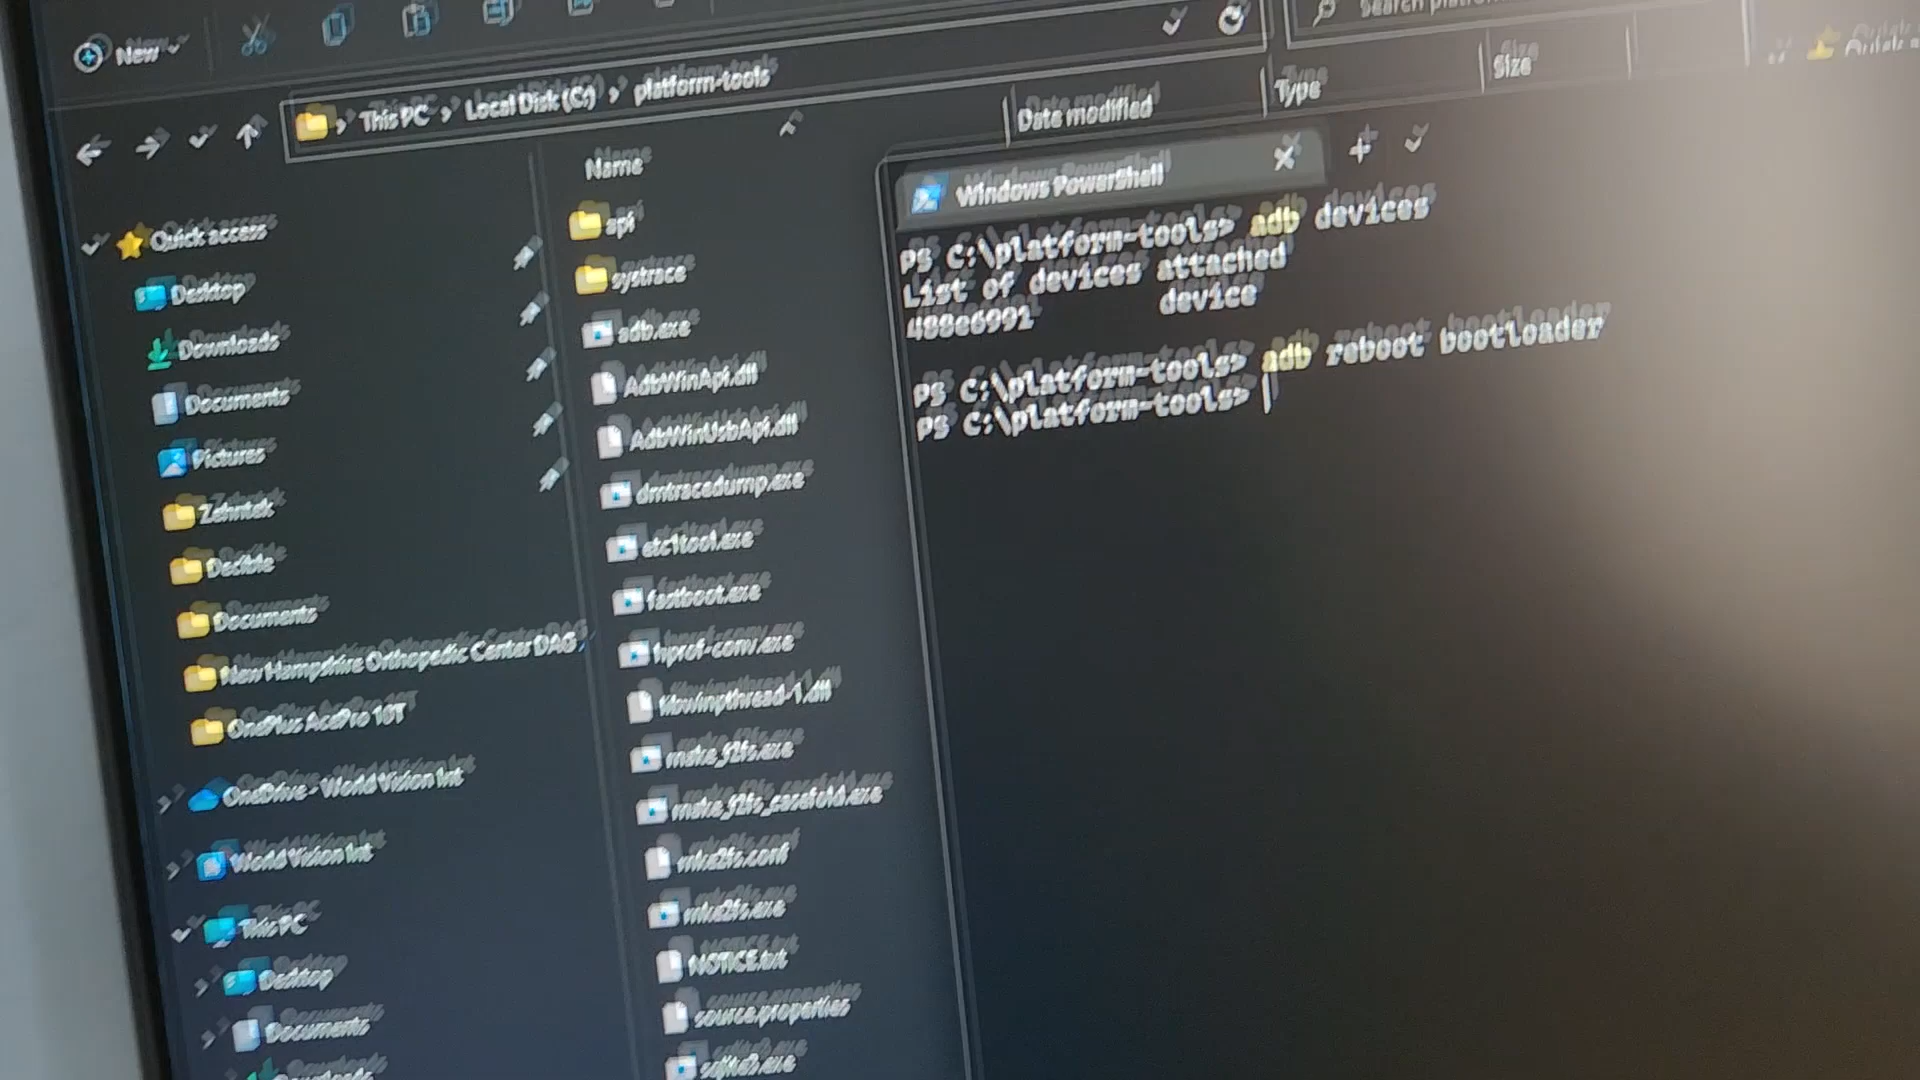 New
This PC > Local Disk (C:) > platform-tools
Search
Name
Date modified
Type
Size
Quick access
Desktop
Downloads
Documents
Pictures
Zahntek
Decible
Documents
New Hampshire Orthopedic Center DAG
OnePlus AcePro 10T
OneDrive - World Vision Int
World Vision Int
This PC
Desktop
Documents
Downloads
api
systrace
adb.exe
AdbWinApi.dll
AdbWinUsbApi.dll
dmtracedump.exe
etc1tool.exe
fastboot.exe
hprof-conv.exe
libwinpthread-1.dll
make_f2fs.exe
make_f2fs_casefold.exe
mke2fs.conf
mke2fs.exe
NOTICE.txt
source.properties
sqlite3.exe
Windows PowerShell
PS C:\platform-tools> adb devices
List of devices attached
488e6991 device
PS C:\platform-tools> adb reboot bootloader
PS C:\platform-tools>